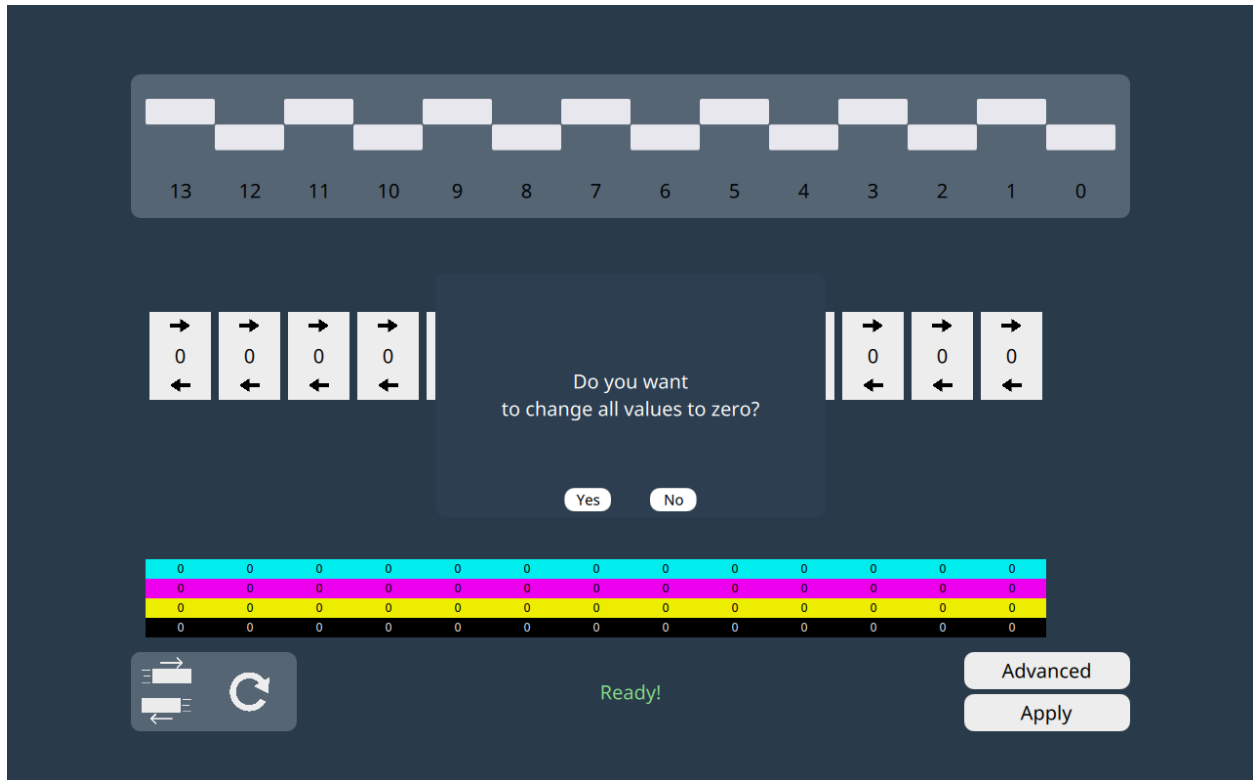 13 12 11 10 9 8 7 6 5 4 3 2 1 0
0 0 0 0 0 0 0
Do you want
to change all values to zero?
Yes No
0 0 0 0 0 0 0 0 0 0 0 0 0
0 0 0 0 0 0 0 0 0 0 0 0 0
0 0 0 0 0 0 0 0 0 0 0 0 0
0 0 0 0 0 0 0 0 0 0 0 0 0
Advanced
Ready!
Apply